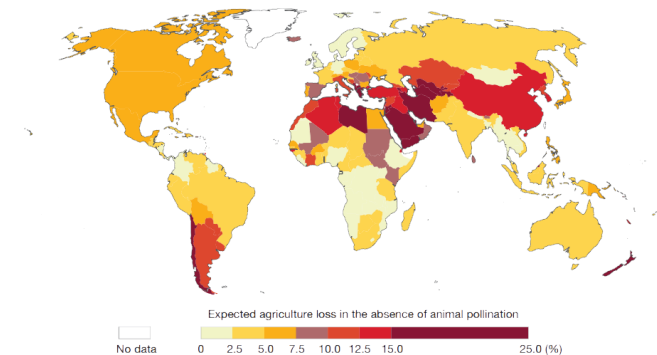 Expected agriculture loss in the absence of animal pollination
No data 0 2.5 5.0 7.5 10.0 12.5 15.0 25.0 (%)